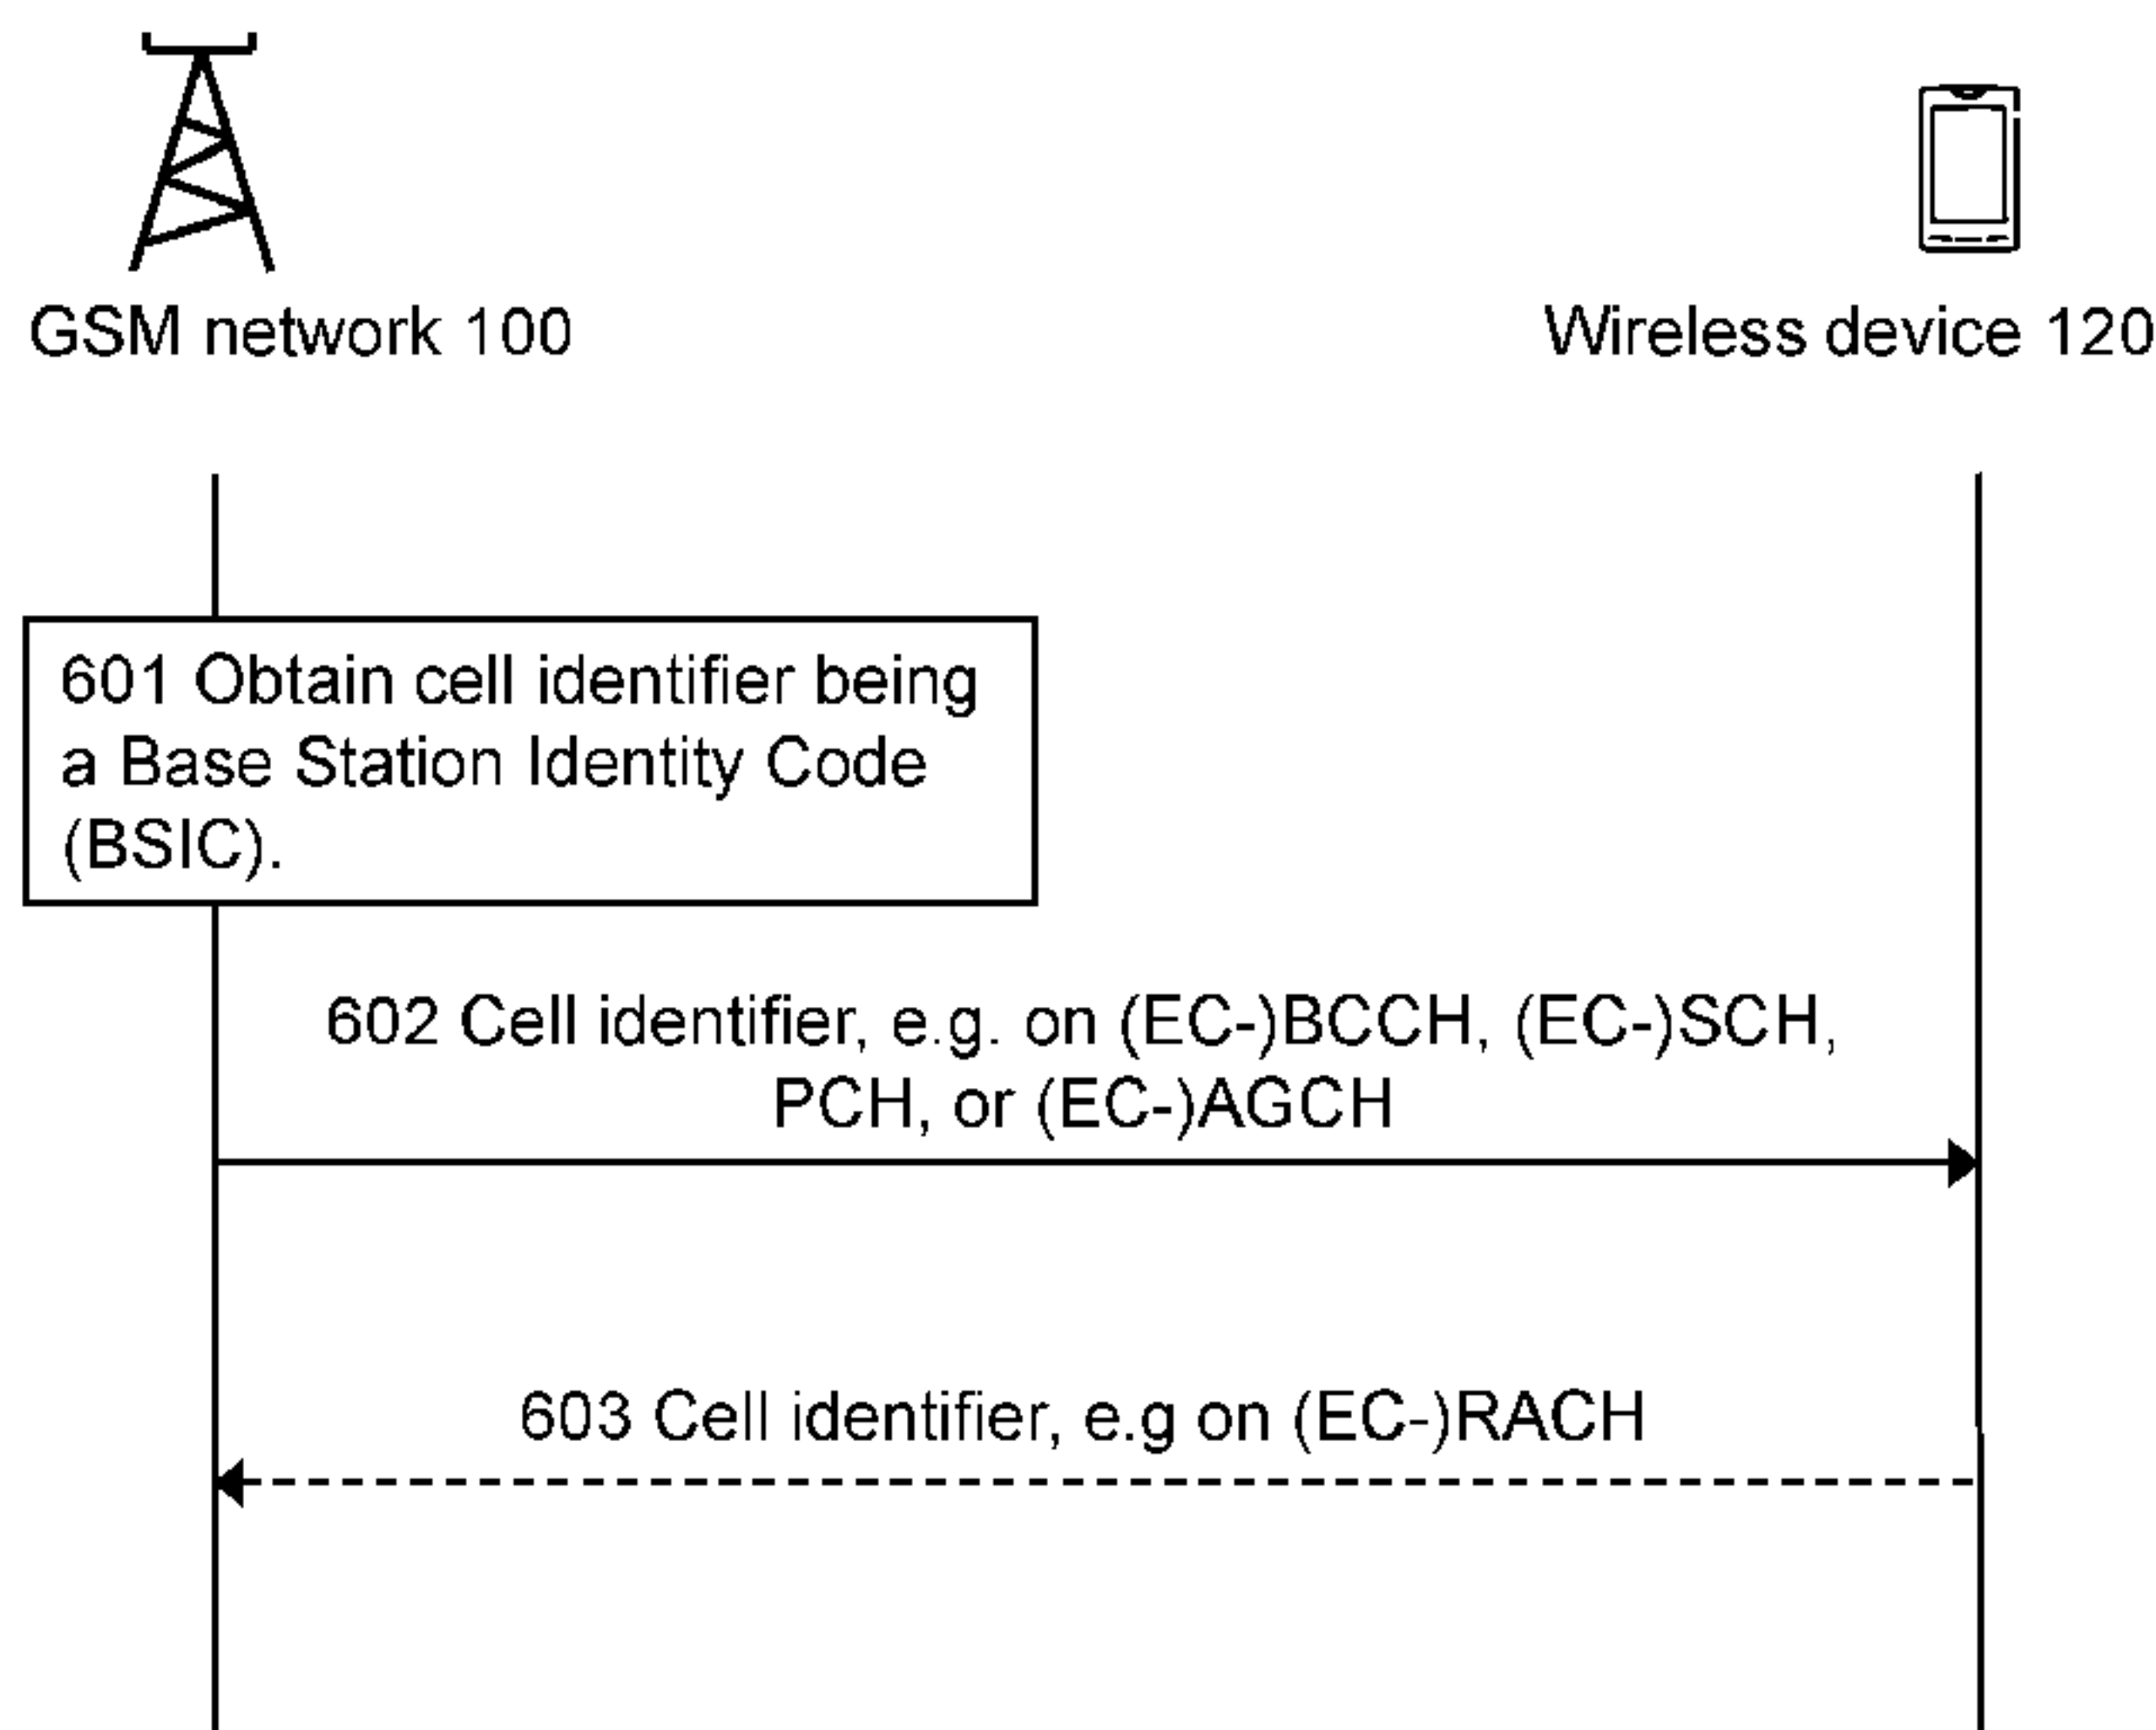 GSM network 100
Wireless device 120
601 Obtain cell identifier being
a Base Station Identity Code
(BSIC).
602 Cell identifier, e.g. on (EC-)BCCH, (EC-)SCH,
PCH, or (EC-)AGCH
603 Cell identifier, e.g on (EC-)RACH